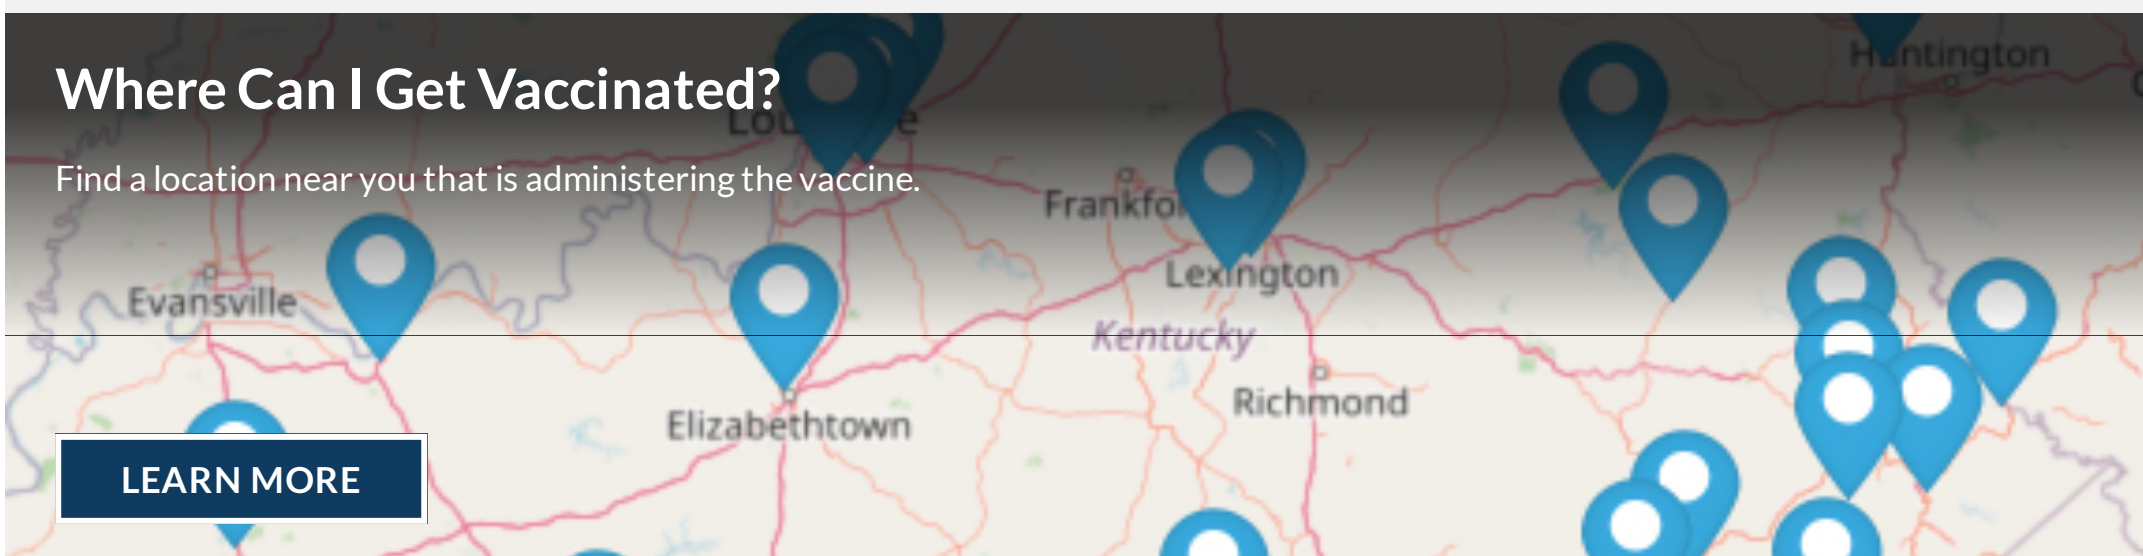 Where Can I Get Vaccinated?
Find a location near you that is administering the vaccine.
Huntington
Lexington
Evansville
Kentucky
Richmond
Elizabethtown
LEARN MORE